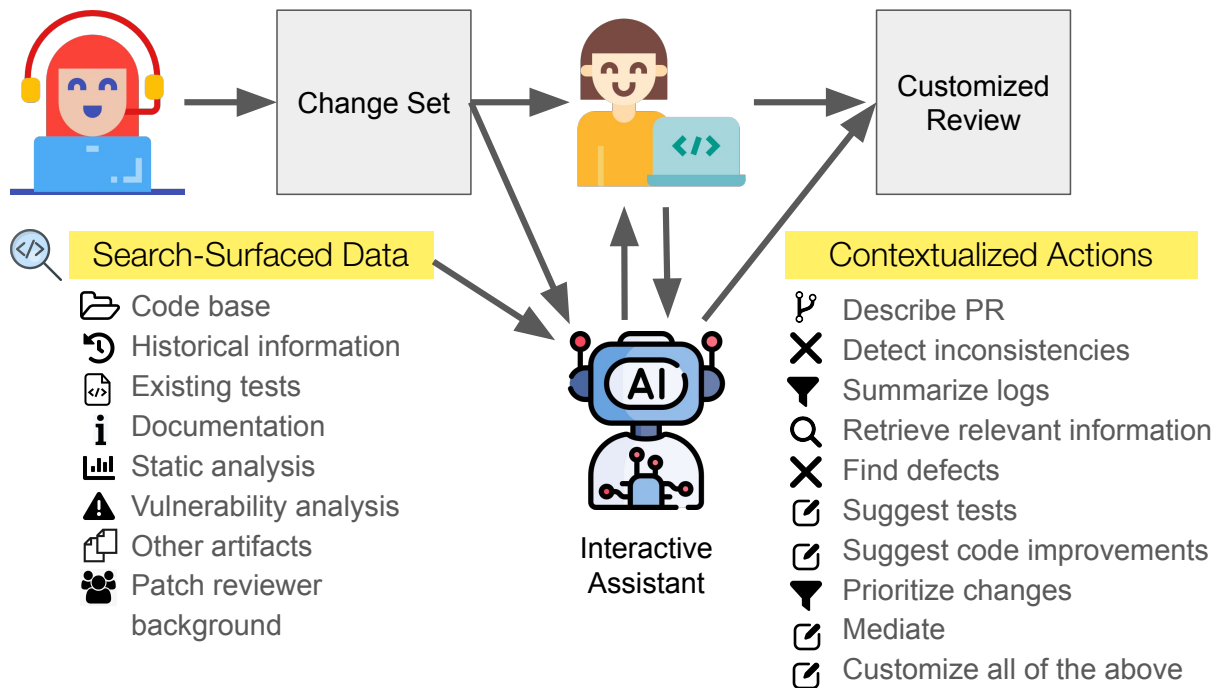 Change Set
</>
Customized
Review
</>
Search-Surfaced Data
Code base
Historical information
</>
Existing tests
Documentation
Static analysis
Vulnerability analysis
Other artifacts
Patch reviewer
background
AI
Interactive
Assistant
Contextualized Actions
Describe PR
Detect inconsistencies
Summarize logs
Retrieve relevant information
Find defects
Suggest tests
Suggest code improvements
Prioritize changes
Mediate
Customize all of the above